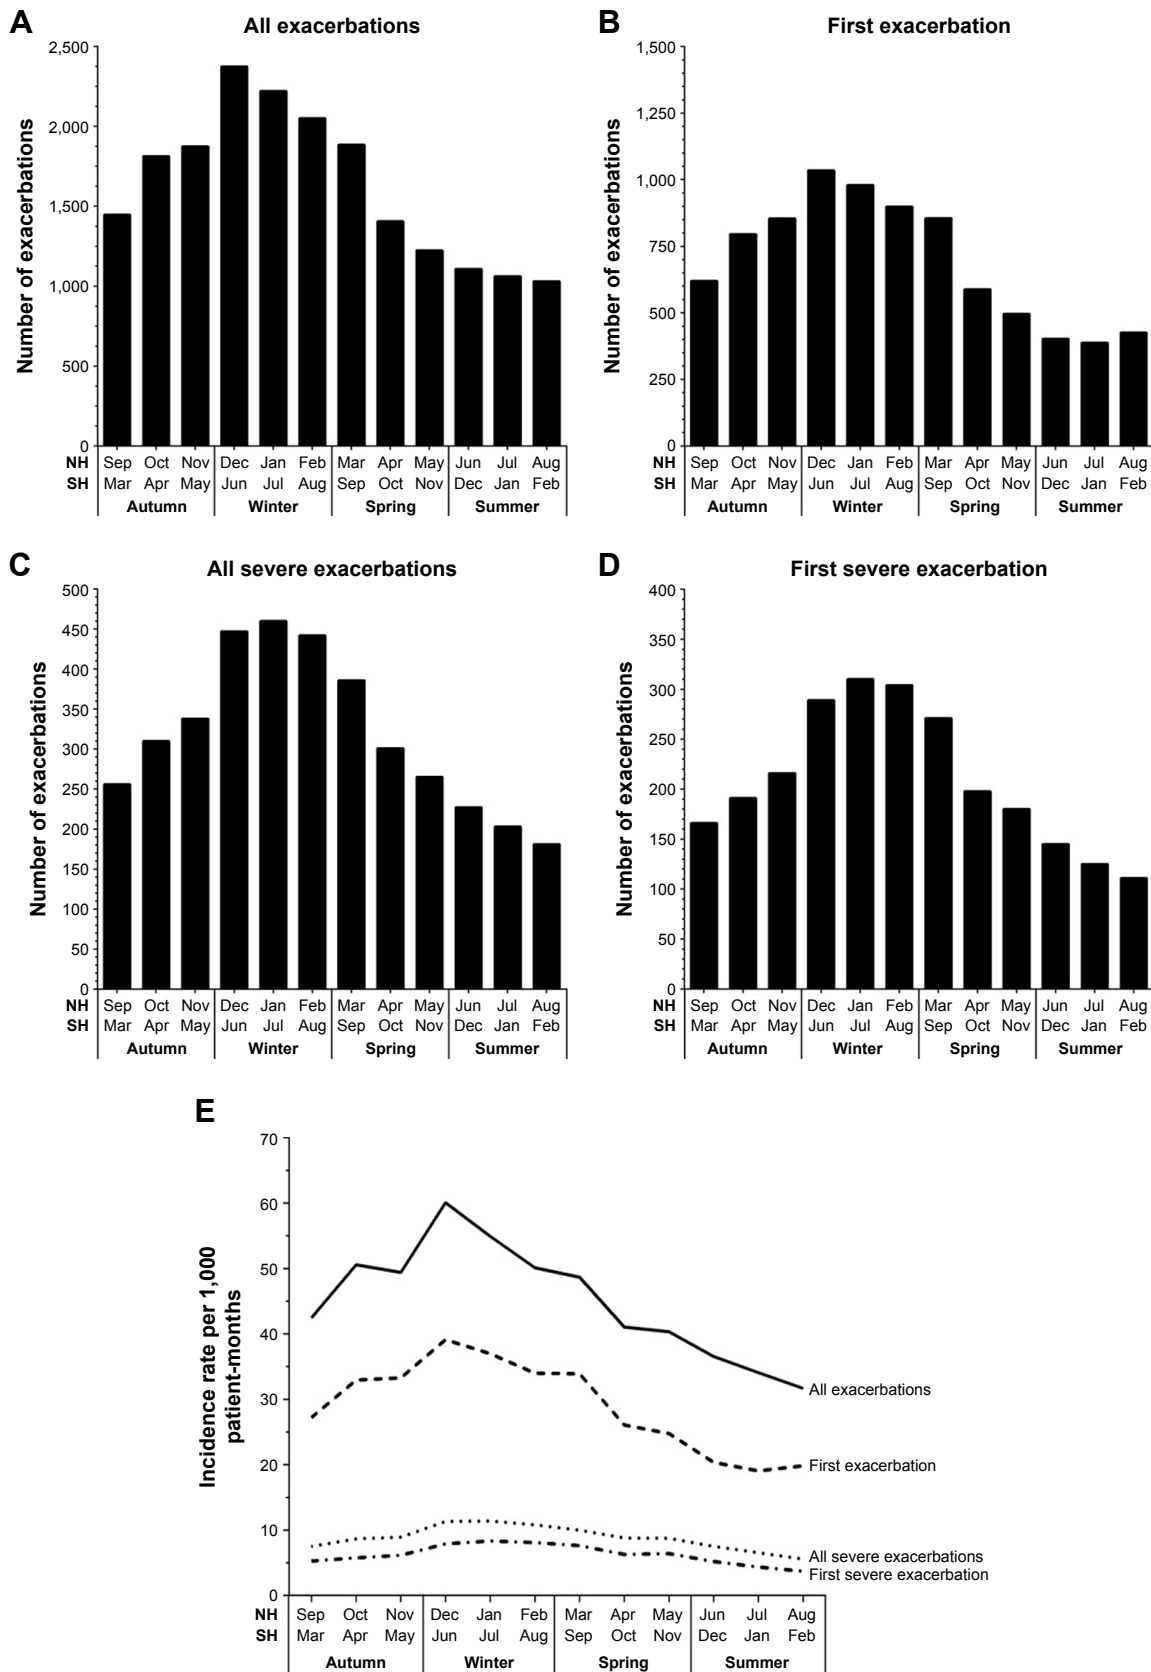 A
All exacerbations
Number of exacerbations
2,500
2,000
1,500
1,000
500
0
NH Sep Oct Nov Dec Jan Feb Mar Apr May Jun Jul Aug
SH Mar Apr May Jun Jul Aug Sep Oct Nov Dec Jan Feb
Autumn Winter Spring Summer
B
First exacerbation
Number of exacerbations
1,500
1,250
1,000
750
500
250
0
NH Sep Oct Nov Dec Jan Feb Mar Apr May Jun Jul Aug
SH Mar Apr May Jun Jul Aug Sep Oct Nov Dec Jan Feb
Autumn Winter Spring Summer
C
All severe exacerbations
Number of exacerbations
500
450
400
350
300
250
200
150
100
50
0
NH Sep Oct Nov Dec Jan Feb Mar Apr May Jun Jul Aug
SH Mar Apr May Jun Jul Aug Sep Oct Nov Dec Jan Feb
Autumn Winter Spring Summer
D
First severe exacerbation
Number of exacerbations
400
350
300
250
200
150
100
50
0
NH Sep Oct Nov Dec Jan Feb Mar Apr May Jun Jul Aug
SH Mar Apr May Jun Jul Aug Sep Oct Nov Dec Jan Feb
Autumn Winter Spring Summer
E
Incidence rate per 1,000
patient-months
70
60
50
40
30
20
10
0
All exacerbations
First exacerbation
All severe exacerbations
First severe exacerbation
NH Sep Oct Nov Dec Jan Feb Mar Apr May Jun Jul Aug
SH Mar Apr May Jun Jul Aug Sep Oct Nov Dec Jan Feb
Autumn Winter Spring Summer